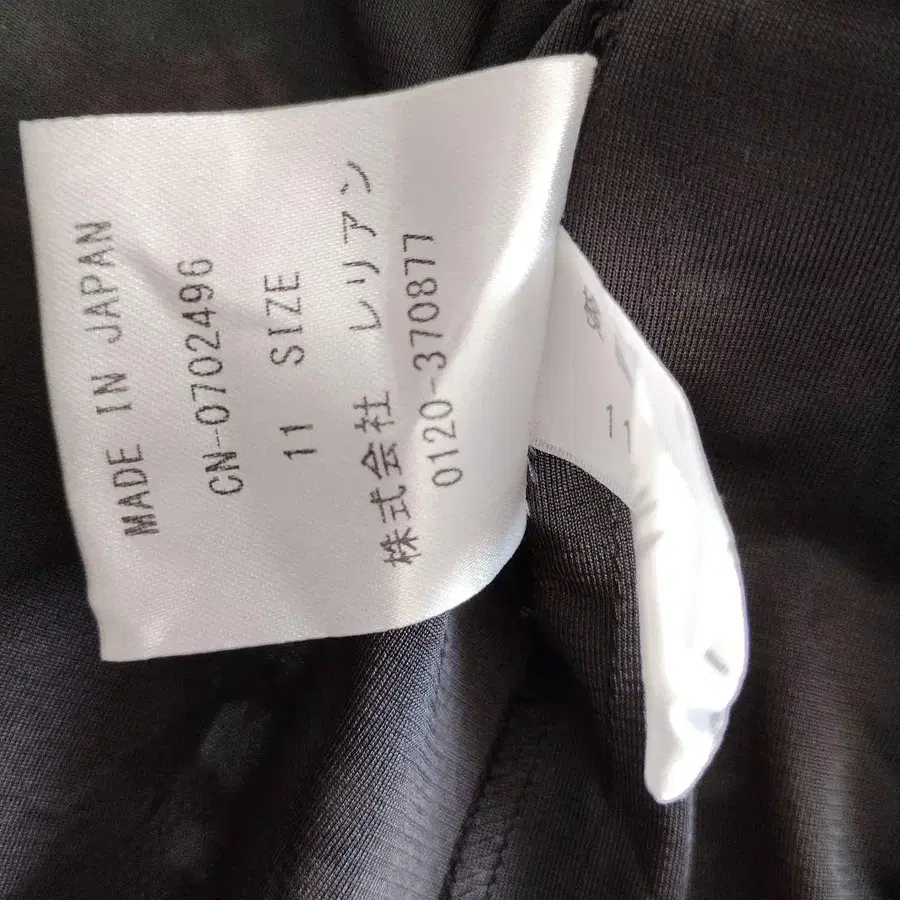 MADE IN JAPAN
CN-0702496
11 SIZE
株式会社 レリアン
0120-370877
11